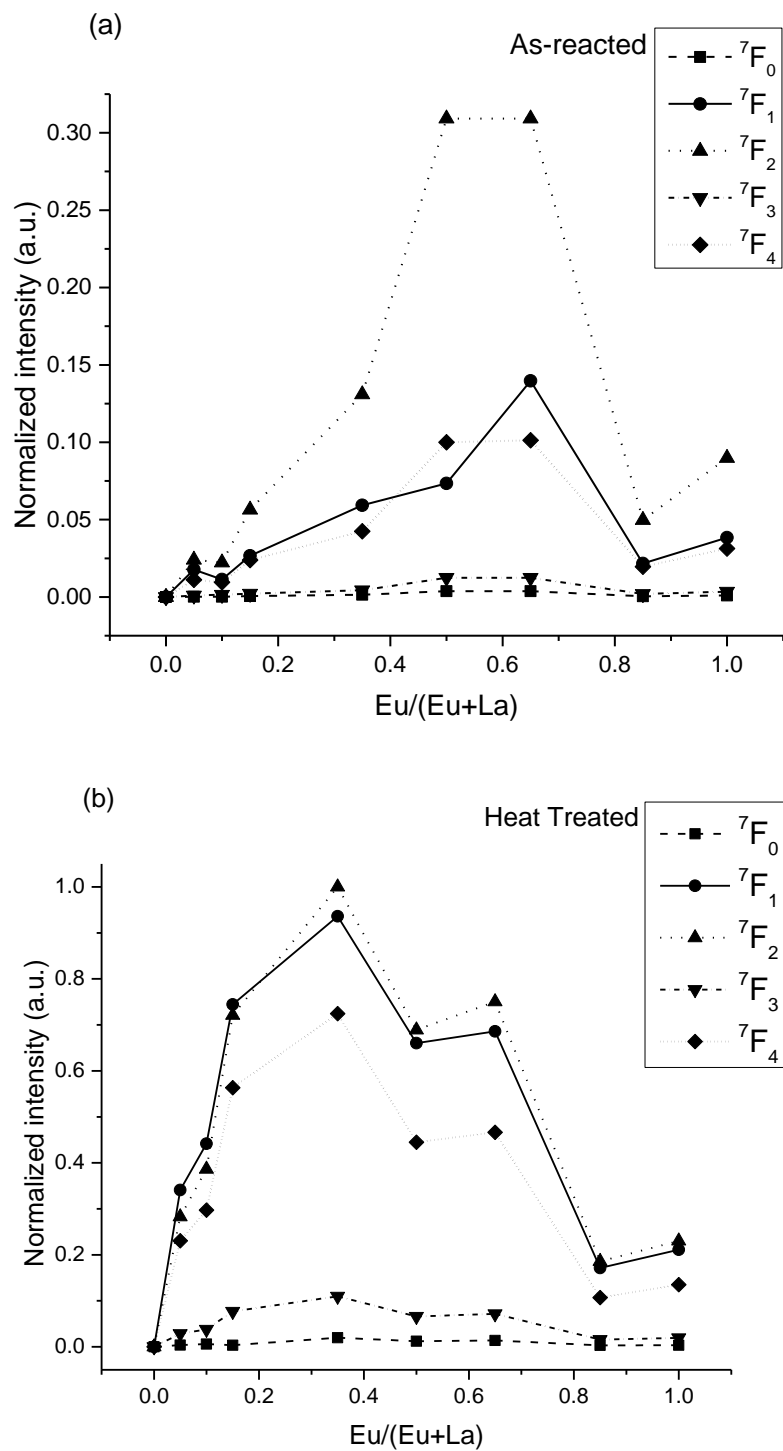 (a)
As-reacted
⁷F₀
⁷F₁
⁷F₂
⁷F₃
⁷F₄
Normalized intensity (a.u.)
0.30
0.25
0.20
0.15
0.10
0.05
0.00
0.0 0.2 0.4 0.6 0.8 1.0
Eu/(Eu+La)
(b)
Heat Treated
⁷F₀
⁷F₁
⁷F₂
⁷F₃
⁷F₄
Normalized intensity (a.u.)
1.0
0.8
0.6
0.4
0.2
0.0
0.0 0.2 0.4 0.6 0.8 1.0
Eu/(Eu+La)